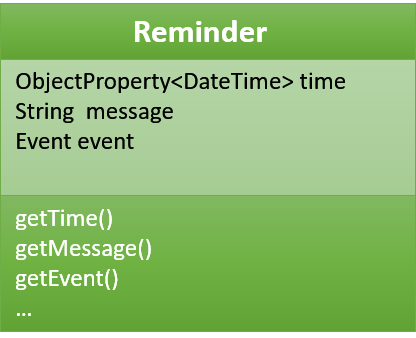 Reminder
ObjectProperty<DateTime> time
String  message
Event event
getTime()
getMessage()
getEvent()
…